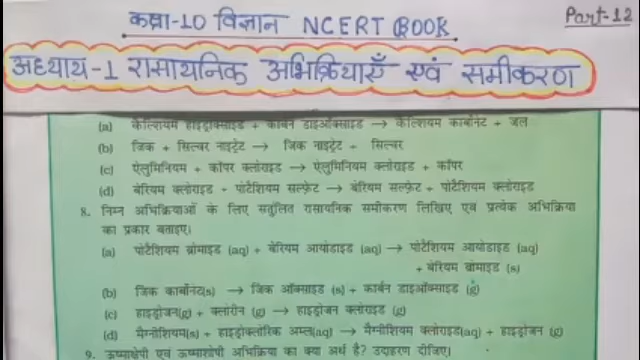 कक्षा-10 विज्ञान NCERT BOOK
Part-12
अध्याय-1 रासायनिक अभिक्रियाएँ एवं समीकरण
(a) कैल्शियम हाइड्रॉक्साइड + कार्बन डाइऑक्साइड → कैल्शियम कार्बोनेट + जल
(b) जिंक + सिल्वर नाइट्रेट → जिंक नाइट्रेट + सिल्वर
(c) ऐलुमिनियम + कॉपर क्लोराइड → ऐलुमिनियम क्लोराइड + कॉपर
(d) बेरियम क्लोराइड + पोटैशियम सल्फ़ेट → बेरियम सल्फ़ेट + पोटैशियम क्लोराइड
8. निम्न अभिक्रियाओं के लिए संतुलित रासायनिक समीकरण लिखिए एवं प्रत्येक अभिक्रिया
का प्रकार बताइए।
(a) पोटैशियम ब्रोमाइड (aq) + बेरियम आयोडाइड (aq) → पोटैशियम आयोडाइड (aq)
+ बेरियम ब्रोमाइड (s)
(b) जिंक कार्बोनेट(s) → जिंक ऑक्साइड (s) + कार्बन डाइऑक्साइड (g)
(c) हाइड्रोजन(g) + क्लोरीन (g) → हाइड्रोजन क्लोराइड (g)
(d) मैग्नीशियम(s) + हाइड्रोक्लोरिक अम्ल(aq) → मैग्नीशियम क्लोराइड(aq) + हाइड्रोजन (g)
9. ऊष्माक्षेपी एवं ऊष्माशोषी अभिक्रिया का क्या अर्थ है? उदाहरण दीजिए।